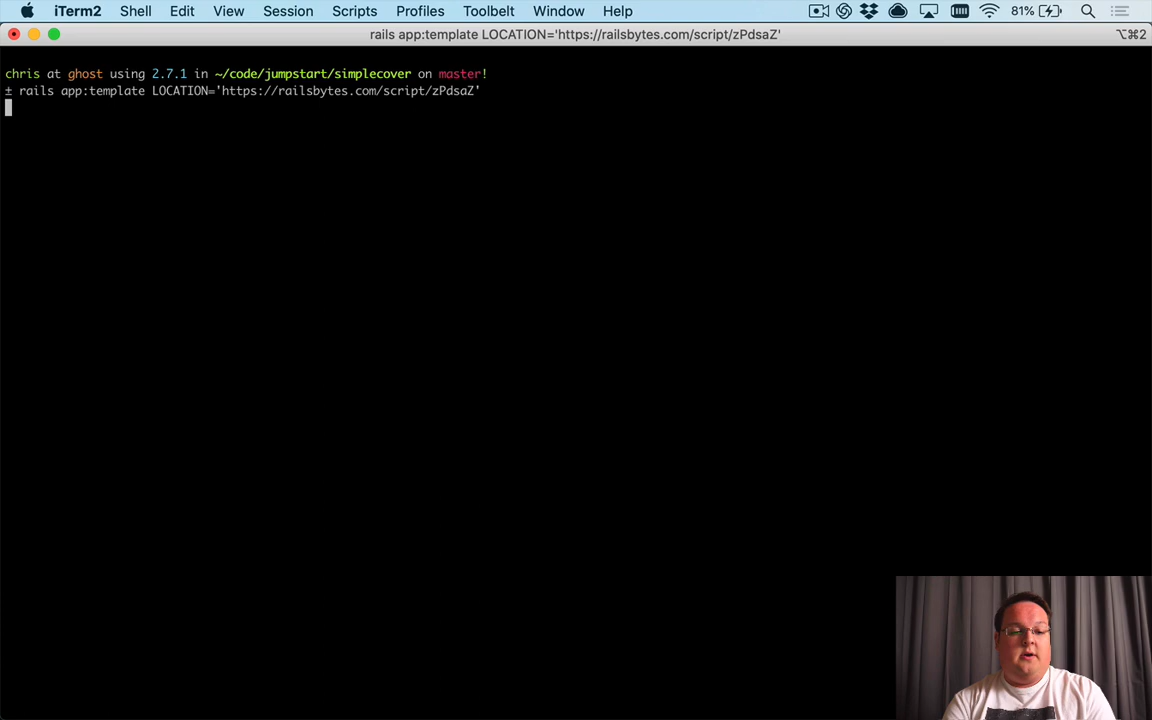 iTerm2 Shell Edit View Session Scripts Profiles Toolbelt Window Help 81%
rails app:template LOCATION='https://railsbytes.com/script/zPdsaZ' ⌥⌘2
chris at ghost using 2.7.1 in ~/code/jumpstart/simplecover on master!
± rails app:template LOCATION='https://railsbytes.com/script/zPdsaZ'